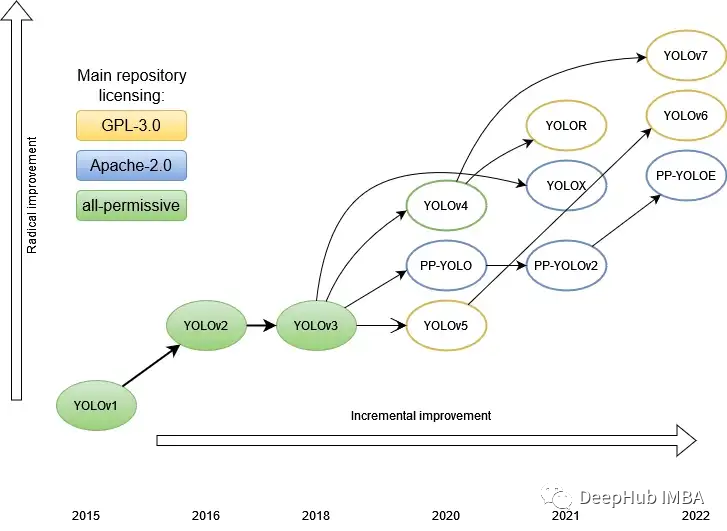 Radical improvement
Main repository
licensing:
GPL-3.0
Apache-2.0
all-permissive
YOLOv7
YOLOv6
YOLOR
YOLOX
PP-YOLOE
YOLOv4
PP-YOLO
PP-YOLOv2
YOLOv2
YOLOv3
YOLOv5
YOLOv1
Incremental improvement
DeepHub IMBA
2015
2016
2018
2020
2021
2022